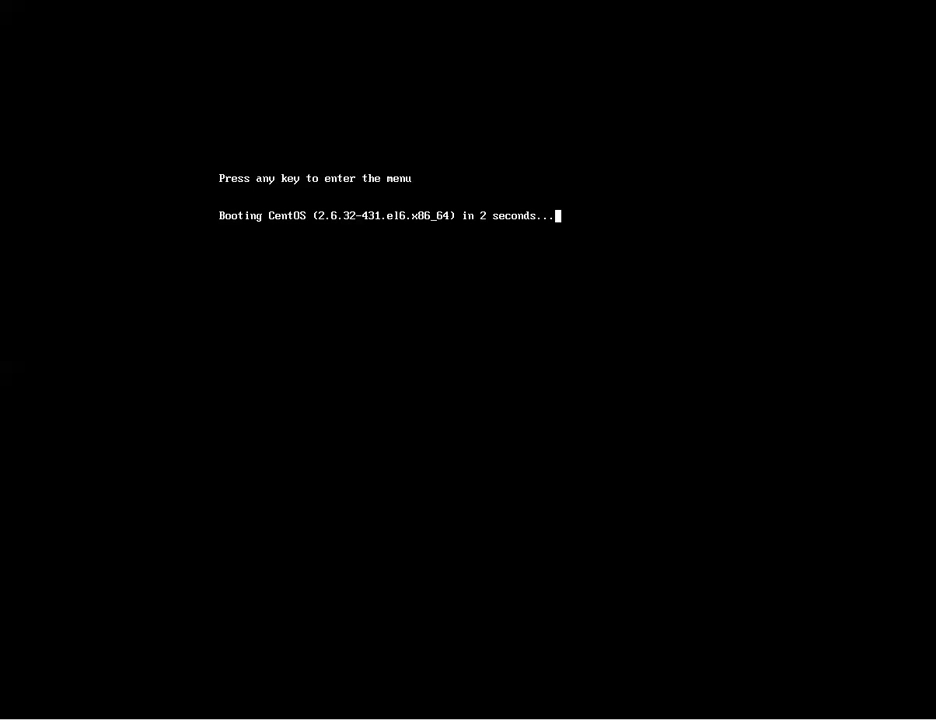 Press any key to enter the menu
Booting CentOS (2.6.32-431.el6.x86_64) in 2 seconds...